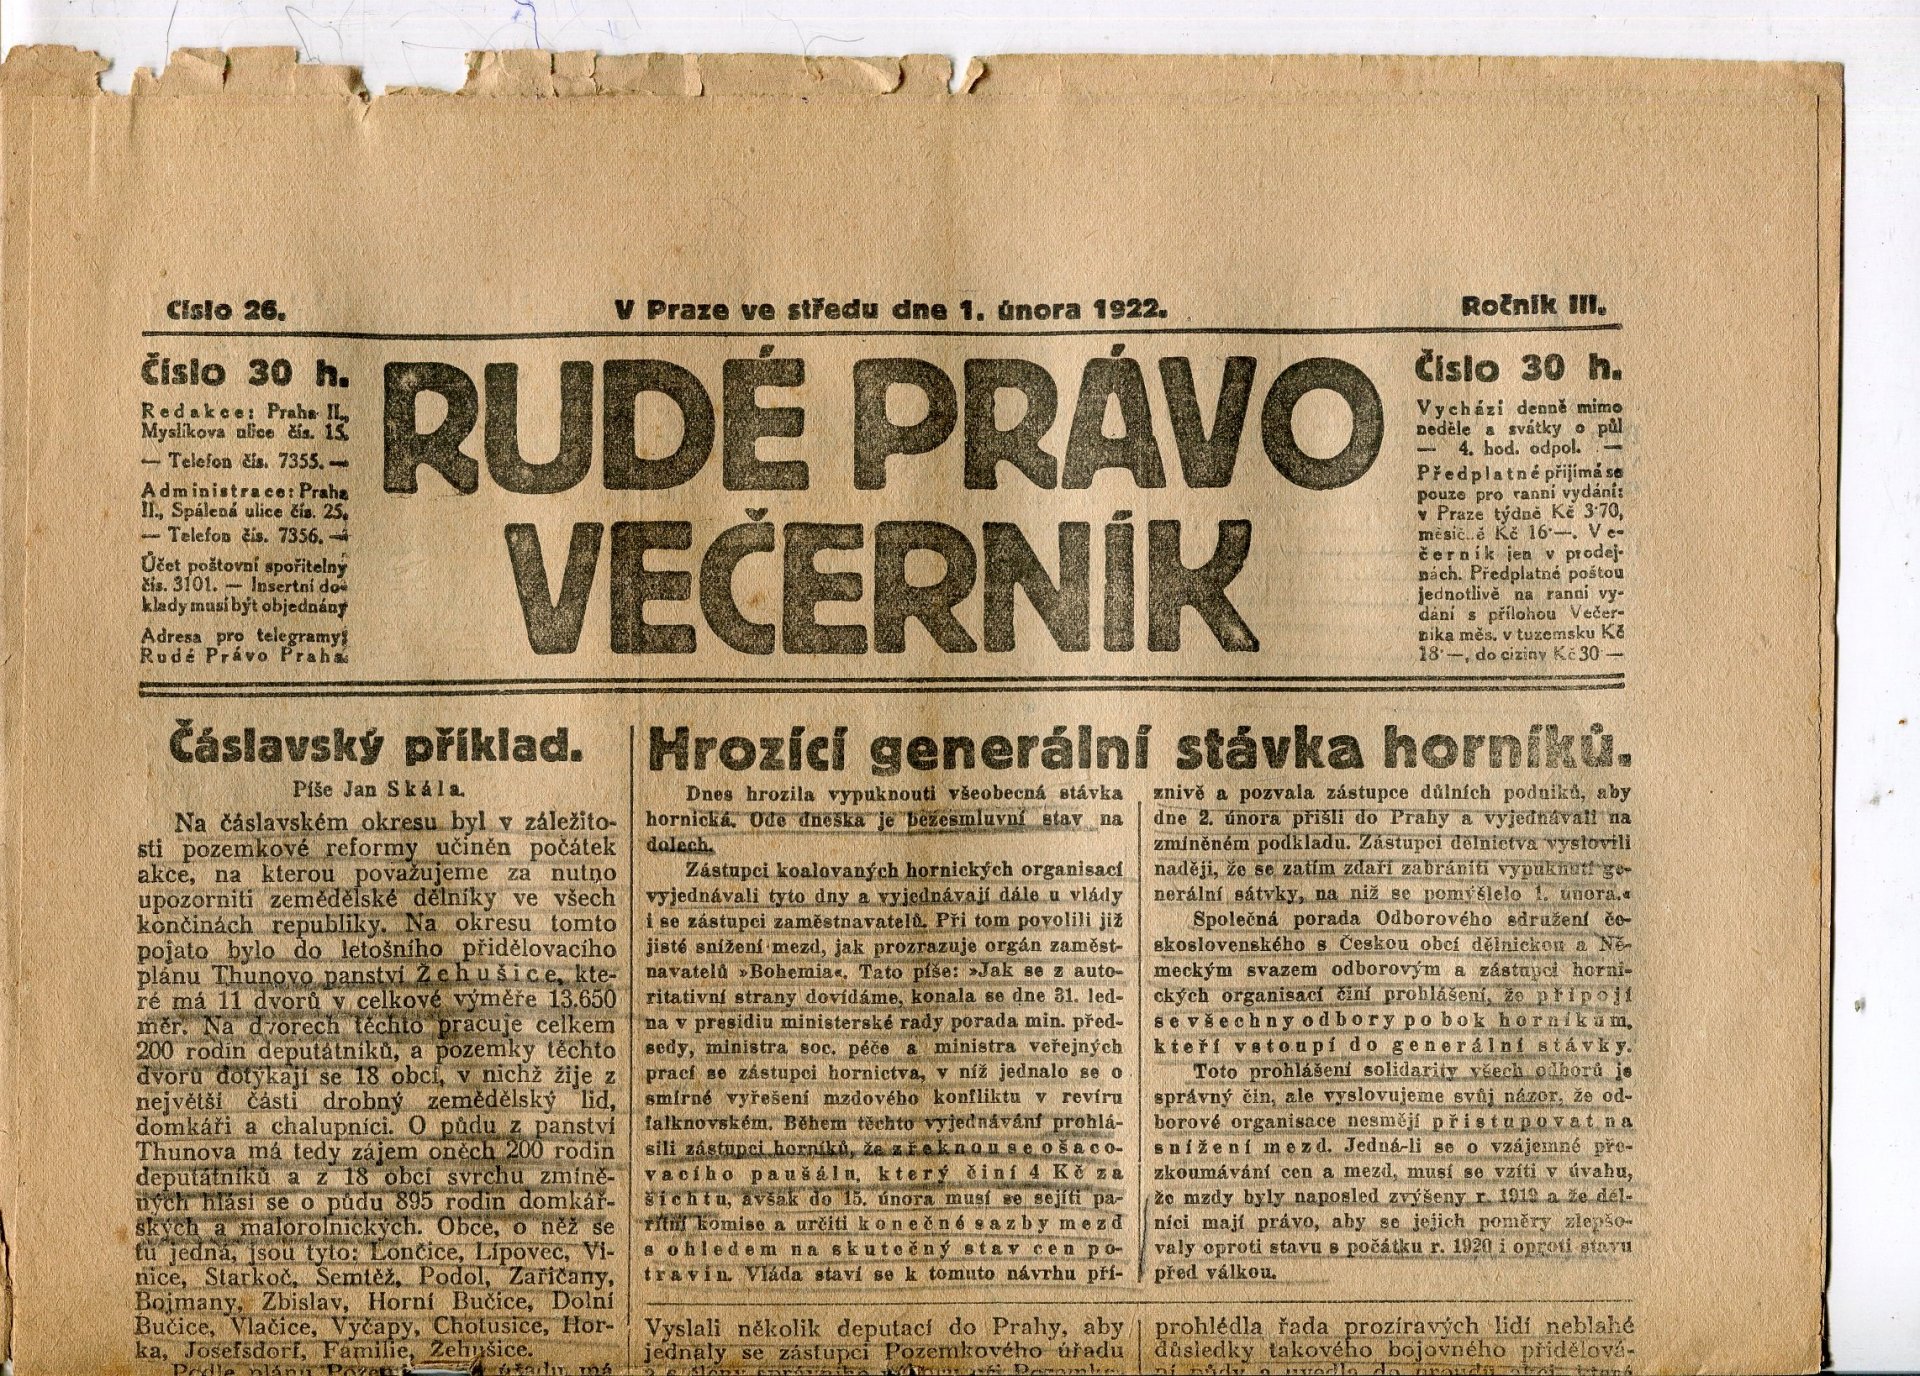 Číslo 26.
V Praze ve středu dne 1. února 1922.
Ročník III.
Číslo 30 h.
Redakce: Praha II.,
Myslíkova ulice čís. 15.
— Telefon čís. 7355. —
Administrace: Praha
II., Spálená ulice čís. 25.
— Telefon čís. 7356. —
Účet poštovní spořitelny
čís. 3101. — Insertní do-
klady musí být objednány
Adresa pro telegramy:
Rudé Právo Praha.
RUDÉ PRÁVO
VEČERNÍK
Číslo 30 h.
Vychází denně mimo
neděle a svátky o půl
— 4. hod. odpol. —
Předplatné přijímá se
pouze pro ranní vydání:
v Praze týdně Kč 3·70,
Kč 16·—. Ve-
černík jen v prodej-
nách. Předplatné poštou
jednotlivě na ranní vy-
dání s přílohou Večer-
níka měs. v tuzemsku Kč
18·—, do ciziny Kč 30·—
Čáslavský příklad.
Píše Jan Skála.
Na čáslavském okresu byl v záležito-
sti pozemkové reformy učiněn počátek
akce, na kterou považujeme za nutno
upozorniti zemědělské dělníky ve všech
končinách republiky. Na okresu tomto
pojato bylo do letošního přidělovacího
plánu Thunovo panství Žehušice, kte-
ré má 11 dvorů v celkové výměře 13.650
měr. Na dvorech těchto pracuje celkem
200 rodin deputátníků, a pozemky těchto
dvorů dotýkají se 18 obcí, v nichž žije z
největší části drobný zemědělský lid,
domkáři a chalupníci. O půdu z panství
Thunova má tedy zájem oněch 200 rodin
deputátníků a z 18 obcí svrchu zmíně-
ných hlásí se o půdu 895 rodin domkář-
ských a malorolnických. Obce, o něž se
tu jedná, jsou tyto: Lončice, Lípovec, Vi-
nice, Starkoč, Semtěž, Podol, Zaříčany,
Bojmany, Zbislav, Horní Bučice, Dolní
Bučice, Vlačice, Vyčapy, Chotusice, Hor-
ka, Josefsdorf, Familie, Žehušice.
Podle plánu má
Hrozící generální stávka horníků.
Dnes hrozila vypuknouti všeobecná stávka
hornická. Ode dneška je bezesmluvní stav na
dolech.
Zástupci koalovaných hornických organisací
vyjednávali tyto dny a vyjednávají dále u vlády
i se zástupci zaměstnavatelů. Při tom povolili již
jisté snížení mezd, jak prozrazuje orgán zaměst-
navatelů »Bohemia«. Tato píše: »Jak se z auto-
ritativní strany dovídáme, konala se dne 31. led-
na v presidiu ministerské rady porada min. před-
sedy, ministra soc. péče a ministra veřejných
prací se zástupci hornictva, v níž jednalo se o
smírné vyřešení mzdového konfliktu v revíru
falknovském. Během těchto vyjednávání prohlá-
sili zástupci horníků, že zřeknou se ošaco-
vacího paušálu, který činí 4 Kč za
šichtu, avšak do 15. února musí se sejíti pa-
ritní komise a určiti konečné sazby mezd
s ohledem na skutečný stav cen po-
travin. Vláda staví se k tomuto návrhu pří-
znivě a pozvala zástupce důlních podniků, aby
dne 2. února přišli do Prahy a vyjednávali na
zmíněném podkladu. Zástupci dělnictva vyslovili
naději, že se zatím zdaří zabrániti vypuknutí ge-
nerální sátvky, na niž se pomýšlelo 1. února.«
Společná porada Odborového sdružení če-
skoslovenského s Českou obcí dělnickou a Ně-
meckým svazem odborovým a zástupci horni-
ckých organisací činí prohlášení, že připojí
se všechny odbory po bok horníkům,
kteří vstoupí do generální stávky.
Toto prohlášení solidarity všech odborů je
správný čin, ale vyslovujeme svůj názor, že od-
borové organisace nesmějí přistupovat na
snížení mezd. Jedná-li se o vzájemné pře-
zkoumávání cen a mezd, musí se vzíti v úvahu,
že mzdy byly naposled zvýšeny r. 1919 a že děl-
níci mají právo, aby se jejich poměry zlepšo-
valy oproti stavu s počátku r. 1920 i oproti stavu
před válkou.
Vyslali několik deputací do Prahy, aby
jednaly se zástupci Pozemkového úřadu
prohlédla řada prozíravých lidí neblahé
důsledky takového bojovného přidělová-